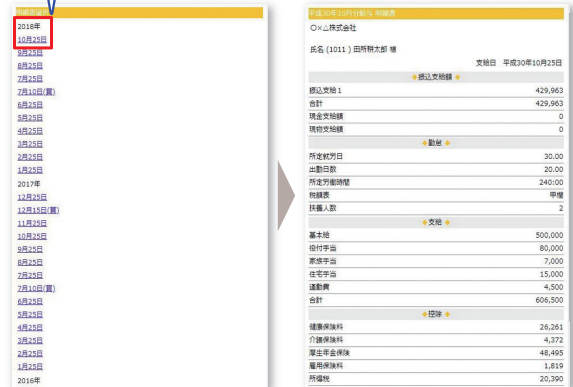 明細書選択
2018年
10月25日
9月25日
8月25日
7月25日
7月10日(賞)
6月25日
5月25日
4月25日
3月25日
2月25日
1月25日
2017年
12月25日
12月15日(賞)
11月25日
10月25日
9月25日
8月25日
7月25日
7月10日(賞)
6月25日
5月25日
4月25日
3月25日
2月25日
1月25日
2016年
平成30年10月分給与 明細書
○×△株式会社
氏名 (1011 ) 田所耕太郎 様
支給日 平成30年10月25日
◆振込支給額◆
振込支給1 429,963
合計 429,963
現金支給額 0
現物支給額 0
◆勤怠◆
所定就労日 30.00
出勤日数 20.00
所定労働時間 240:00
税額表 甲欄
扶養人数 2
◆支給◆
基本給 500,000
役付手当 80,000
家族手当 7,000
住宅手当 15,000
通勤費 4,500
合計 606,500
◆控除◆
健康保険料 26,261
介護保険料 4,372
厚生年金保険 48,495
雇用保険料 1,819
所得税 20,390